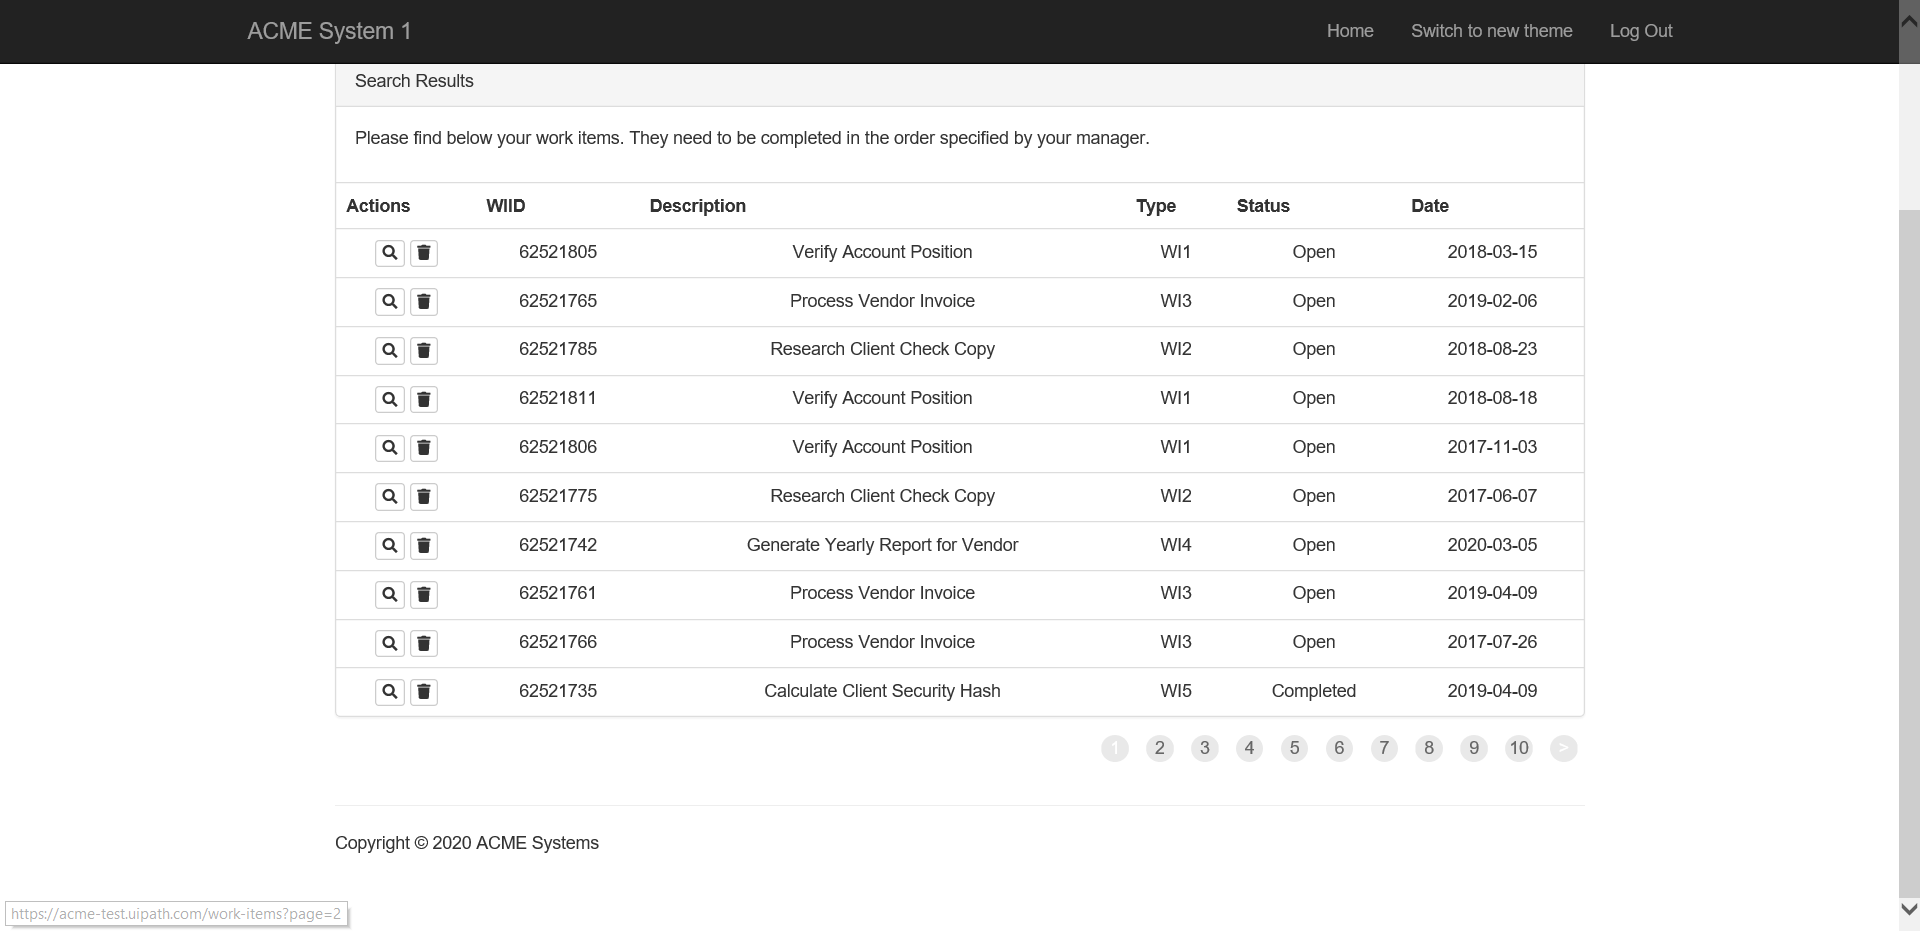 ACME System 1 Home Switch to new theme Log Out
Search Results
Please find below your work items. They need to be completed in the order specified by your manager.
Actions WIID Description Type Status Date
62521805 Verify Account Position WI1 Open 2018-03-15
62521765 Process Vendor Invoice WI3 Open 2019-02-06
62521785 Research Client Check Copy WI2 Open 2018-08-23
62521811 Verify Account Position WI1 Open 2018-08-18
62521806 Verify Account Position WI1 Open 2017-11-03
62521775 Research Client Check Copy WI2 Open 2017-06-07
62521742 Generate Yearly Report for Vendor WI4 Open 2020-03-05
62521761 Process Vendor Invoice WI3 Open 2019-04-09
62521766 Process Vendor Invoice WI3 Open 2017-07-26
62521735 Calculate Client Security Hash WI5 Completed 2019-04-09
1 2 3 4 5 6 7 8 9 10 >
Copyright © 2020 ACME Systems
https://acme-test.uipath.com/work-items?page=2